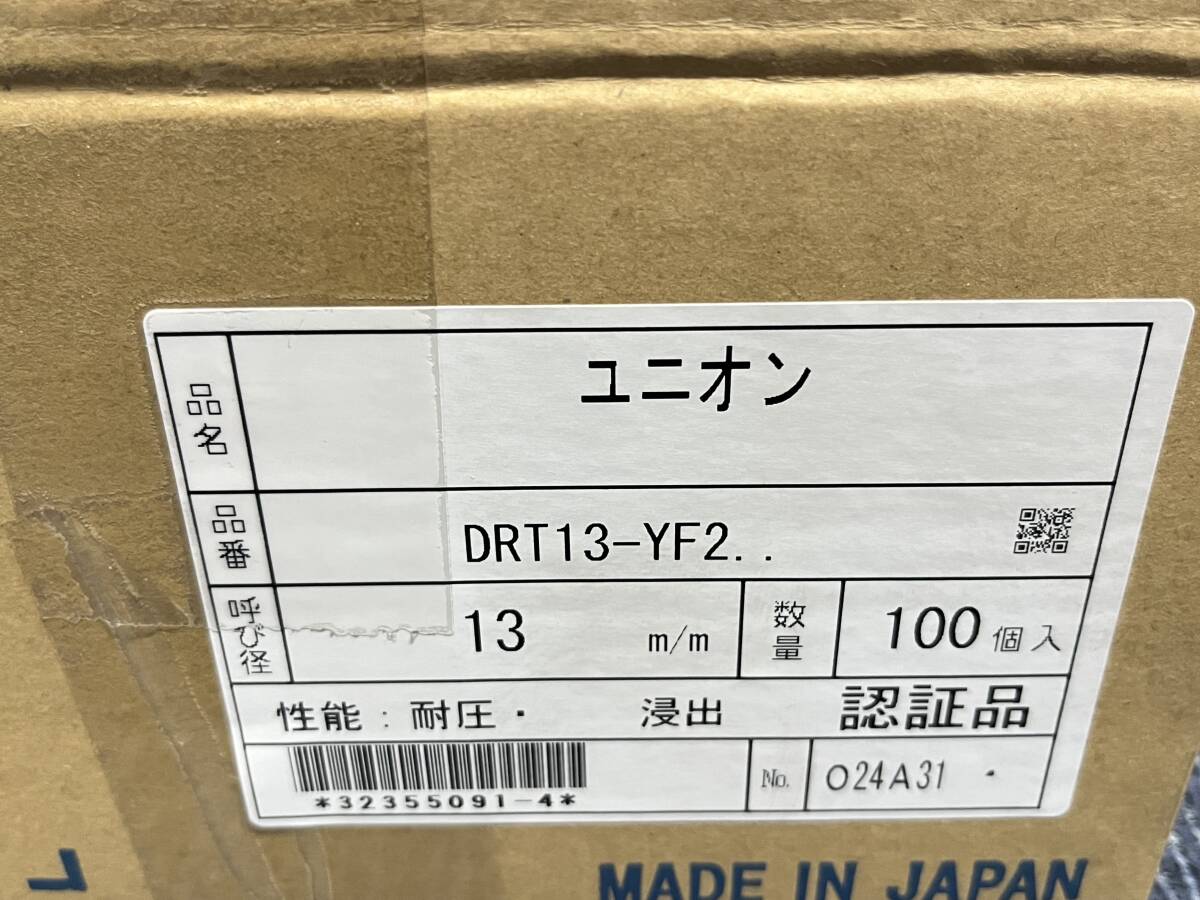 品名 ユニオン
品番 DRT13-YF2..
呼び径 13 m/m 数量 100個入
性能：耐圧・ 浸出 認証品
*32355091-4* No. O24A31 ・
MADE IN JAPAN